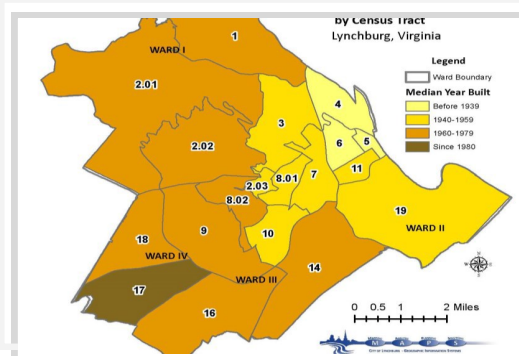 by Census Tract
Lynchburg, Virginia
Legend
Ward Boundary
Median Year Built
Before 1939
1940-1959
1960-1979
Since 1980
1
WARD I
2.01
4
3
6
5
2.02
8.01
7
11
2.03
8.02
19
WARD II
10
9
18
WARD IV
14
17
WARD III
16
0 0.5 1 2 Miles
M A P S